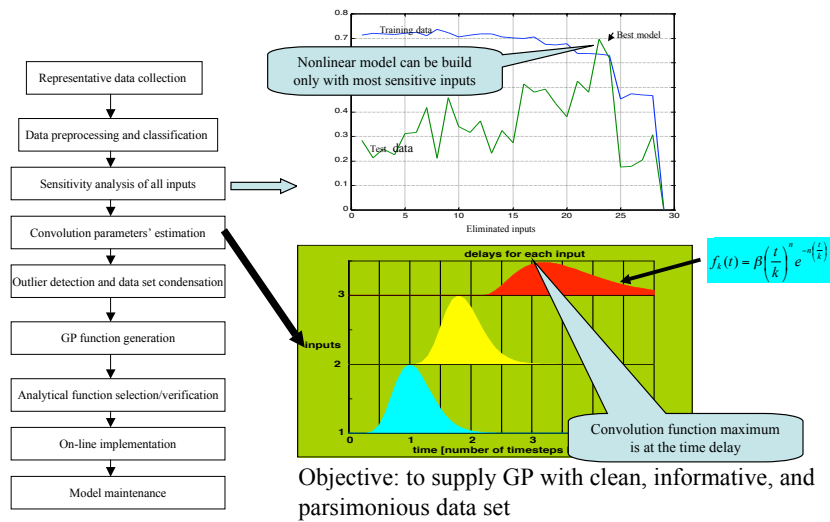 Representative data collection
Data preprocessing and classification
Sensitivity analysis of all inputs
Convolution parameters' estimation
Outlier detection and data set condensation
GP function generation
Analytical function selection/verification
On-line implementation
Model maintenance
0.8
0.7
0.4
0.3
0.2
0.1
0
0
5
10
15
20
25
30
Training data
Best model
Nonlinear model can be build
only with most sensitive inputs
Test data
Eliminated inputs
delays for each input
3
inputs
2
1
0
1
2
3
time [number of timesteps
f_k(t) = β(t/k)^n e^{-n(t/k)}
Convolution function maximum
is at the time delay
Objective: to supply GP with clean, informative, and
parsimonious data set